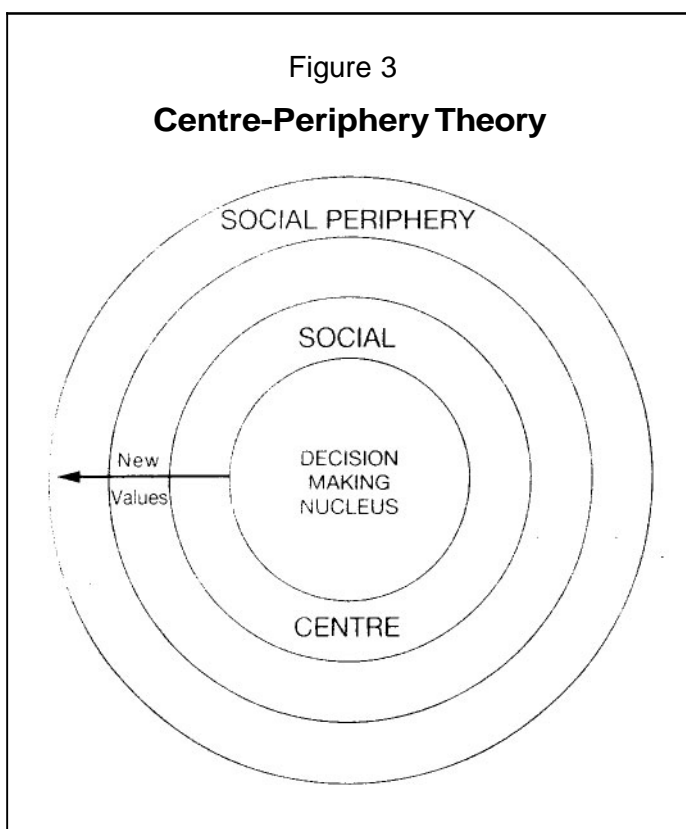 Figure 3
Centre-Periphery Theory
SOCIAL PERIPHERY
SOCIAL
New
Values
DECISION
MAKING
NUCLEUS
CENTRE